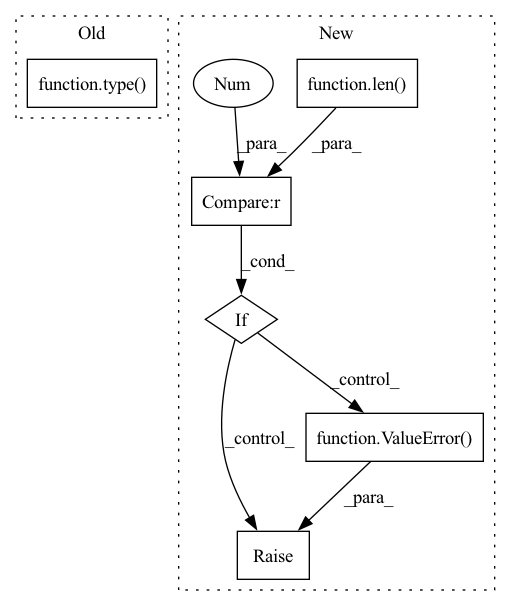 Old
New
function.type()
Num
function.len()
_para_
_para_
Compare:r
_cond_
If
_control_
_control_
function.ValueError()
_para_
Raise